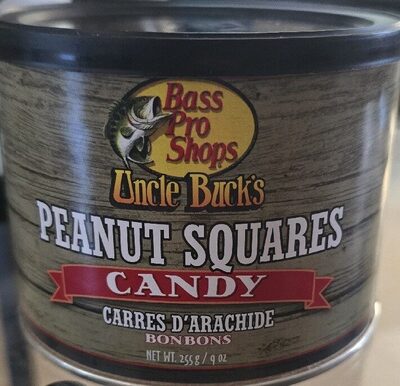 Bass
Pro
Shops
Uncle Buck's
PEANUT SQUARES
CANDY
CARRES D'ARACHIDE
BONBONS
NET WT. 255 g / 9 oz